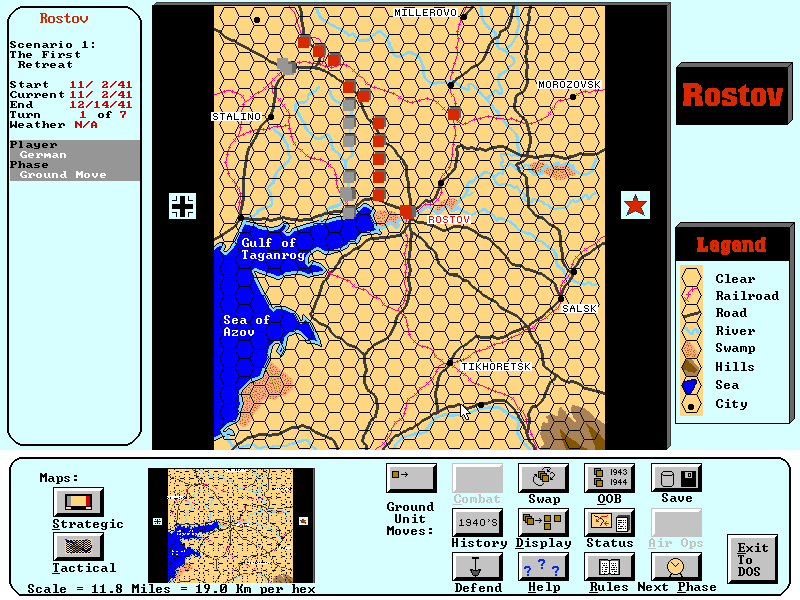 Rostov
Scenario 1:
The First
Retreat
Start 11/ 2/41
Current 11/ 2/41
End 12/14/41
Turn 1 of 7
Weather N/A
Player
German
Phase
Ground Move
MILLEROVO
MOROZOVSK
STALINO
ROSTOV
Gulf of
Taganrog
Sea of
Azov
SALSK
TIKHORETSK
Rostov
Legend
Clear
Railroad
Road
River
Swamp
Hills
Sea
City
Maps:
Strategic
Tactical
Scale = 11.8 Miles = 19.0 Km per hex
Ground
Unit
Moves:
Combat
Swap
1943
1944
OOB
Save
1940'S
History
Display
Status
Air Ops
Defend
? ? ?
Help
Rules
Next Phase
Exit
To
DOS